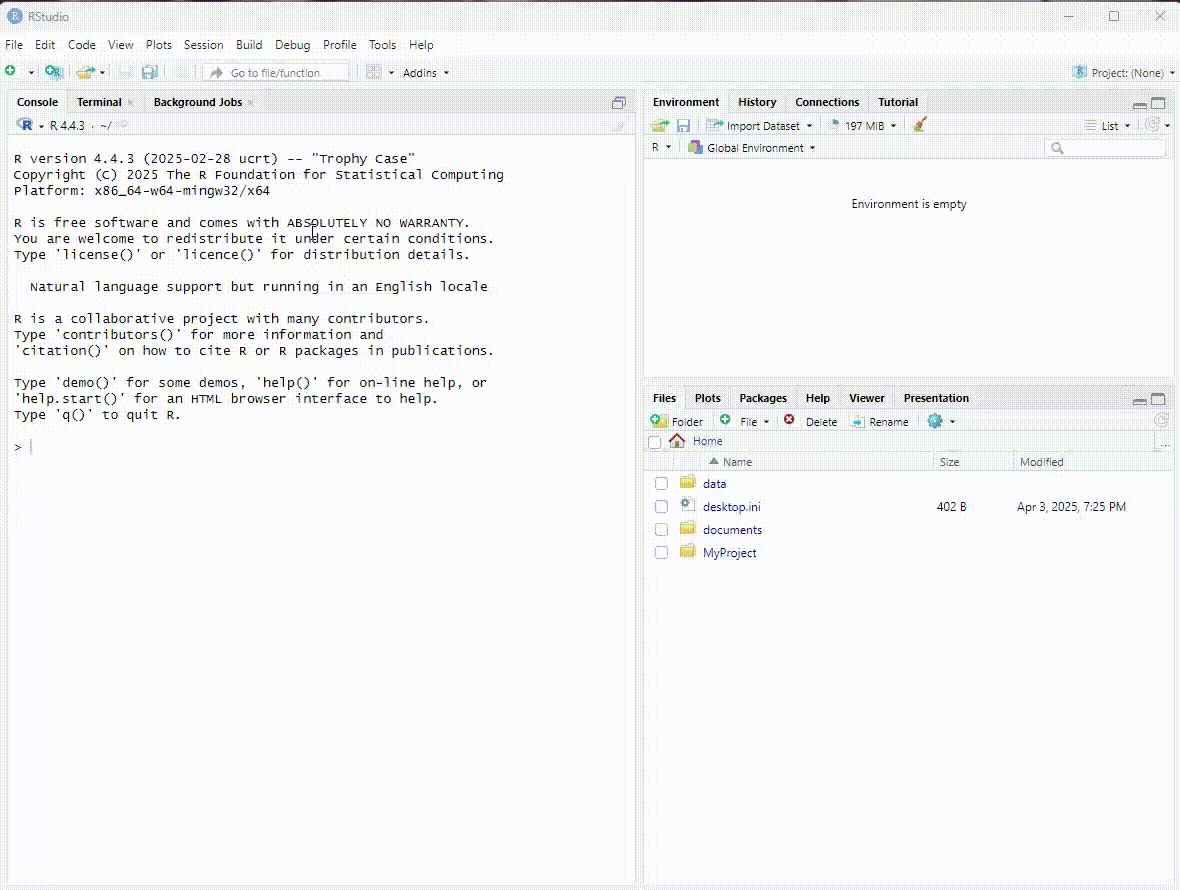 RStudio
File Edit Code View Plots Session Build Debug Profile Tools Help
Go to file/function Addins Project: (None)
Console Terminal Background Jobs
R 4.4.3 · ~/
R version 4.4.3 (2025-02-28 ucrt) -- "Trophy Case"
Copyright (C) 2025 The R Foundation for Statistical Computing
Platform: x86_64-w64-mingw32/x64
R is free software and comes with ABSOLUTELY NO WARRANTY.
You are welcome to redistribute it under certain conditions.
Type 'license()' or 'licence()' for distribution details.
Natural language support but running in an English locale
R is a collaborative project with many contributors.
Type 'contributors()' for more information and
'citation()' on how to cite R or R packages in publications.
Type 'demo()' for some demos, 'help()' for on-line help, or
'help.start()' for an HTML browser interface to help.
Type 'q()' to quit R.
>
Environment History Connections Tutorial
Import Dataset 197 MiB List
R Global Environment
Environment is empty
Files Plots Packages Help Viewer Presentation
Folder File Delete Rename
Home ...
Name Size Modified
data
desktop.ini 402 B Apr 3, 2025, 7:25 PM
documents
MyProject